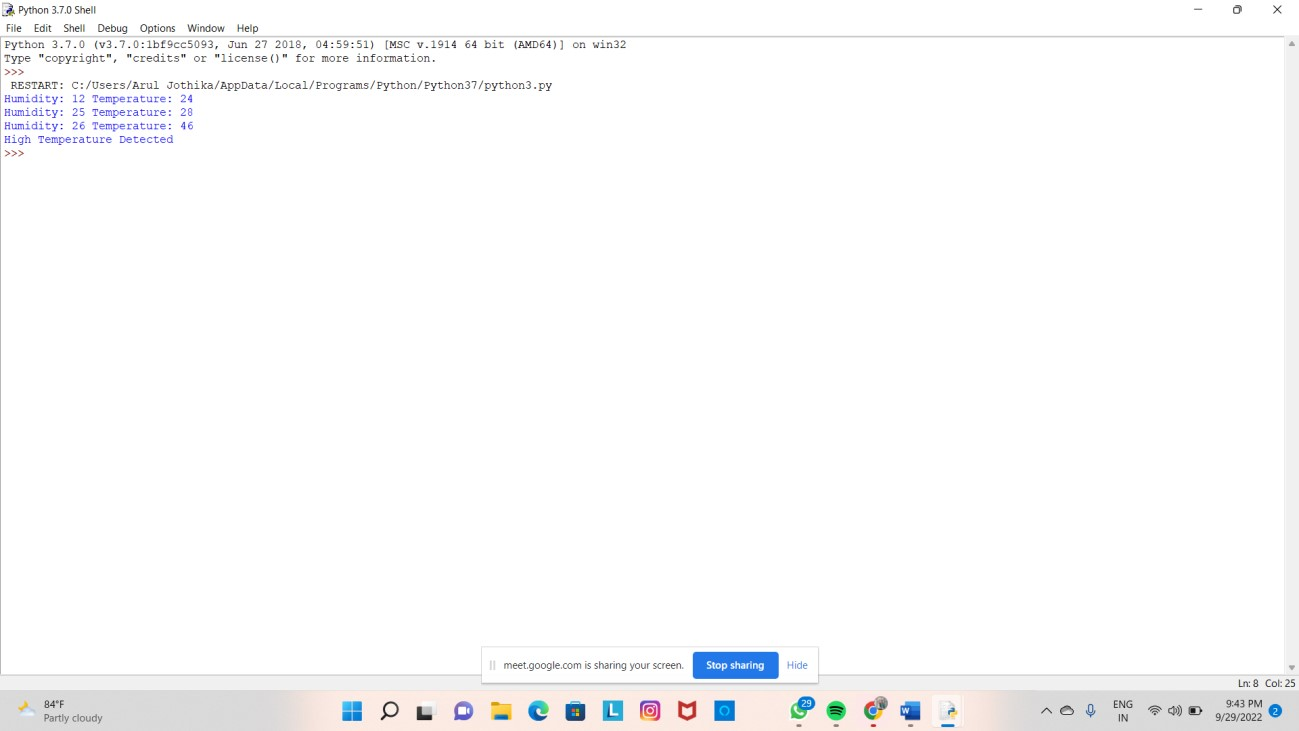 Python 3.7.0 Shell
File Edit Shell Debug Options Window Help
Python 3.7.0 (v3.7.0:1bf9cc5093, Jun 27 2018, 04:59:51) [MSC v.1914 64 bit (AMD64)] on win32
Type "copyright", "credits" or "license()" for more information.
>>>
 RESTART: C:/Users/Arul Jothika/AppData/Local/Programs/Python/Python37/python3.py
Humidity: 12 Temperature: 24
Humidity: 25 Temperature: 28
Humidity: 26 Temperature: 46
High Temperature Detected
>>>
meet.google.com is sharing your screen. Stop sharing Hide
Ln: 8 Col: 25
84°F
Partly cloudy
L
29
W
ENG
IN
9:43 PM
9/29/2022
2